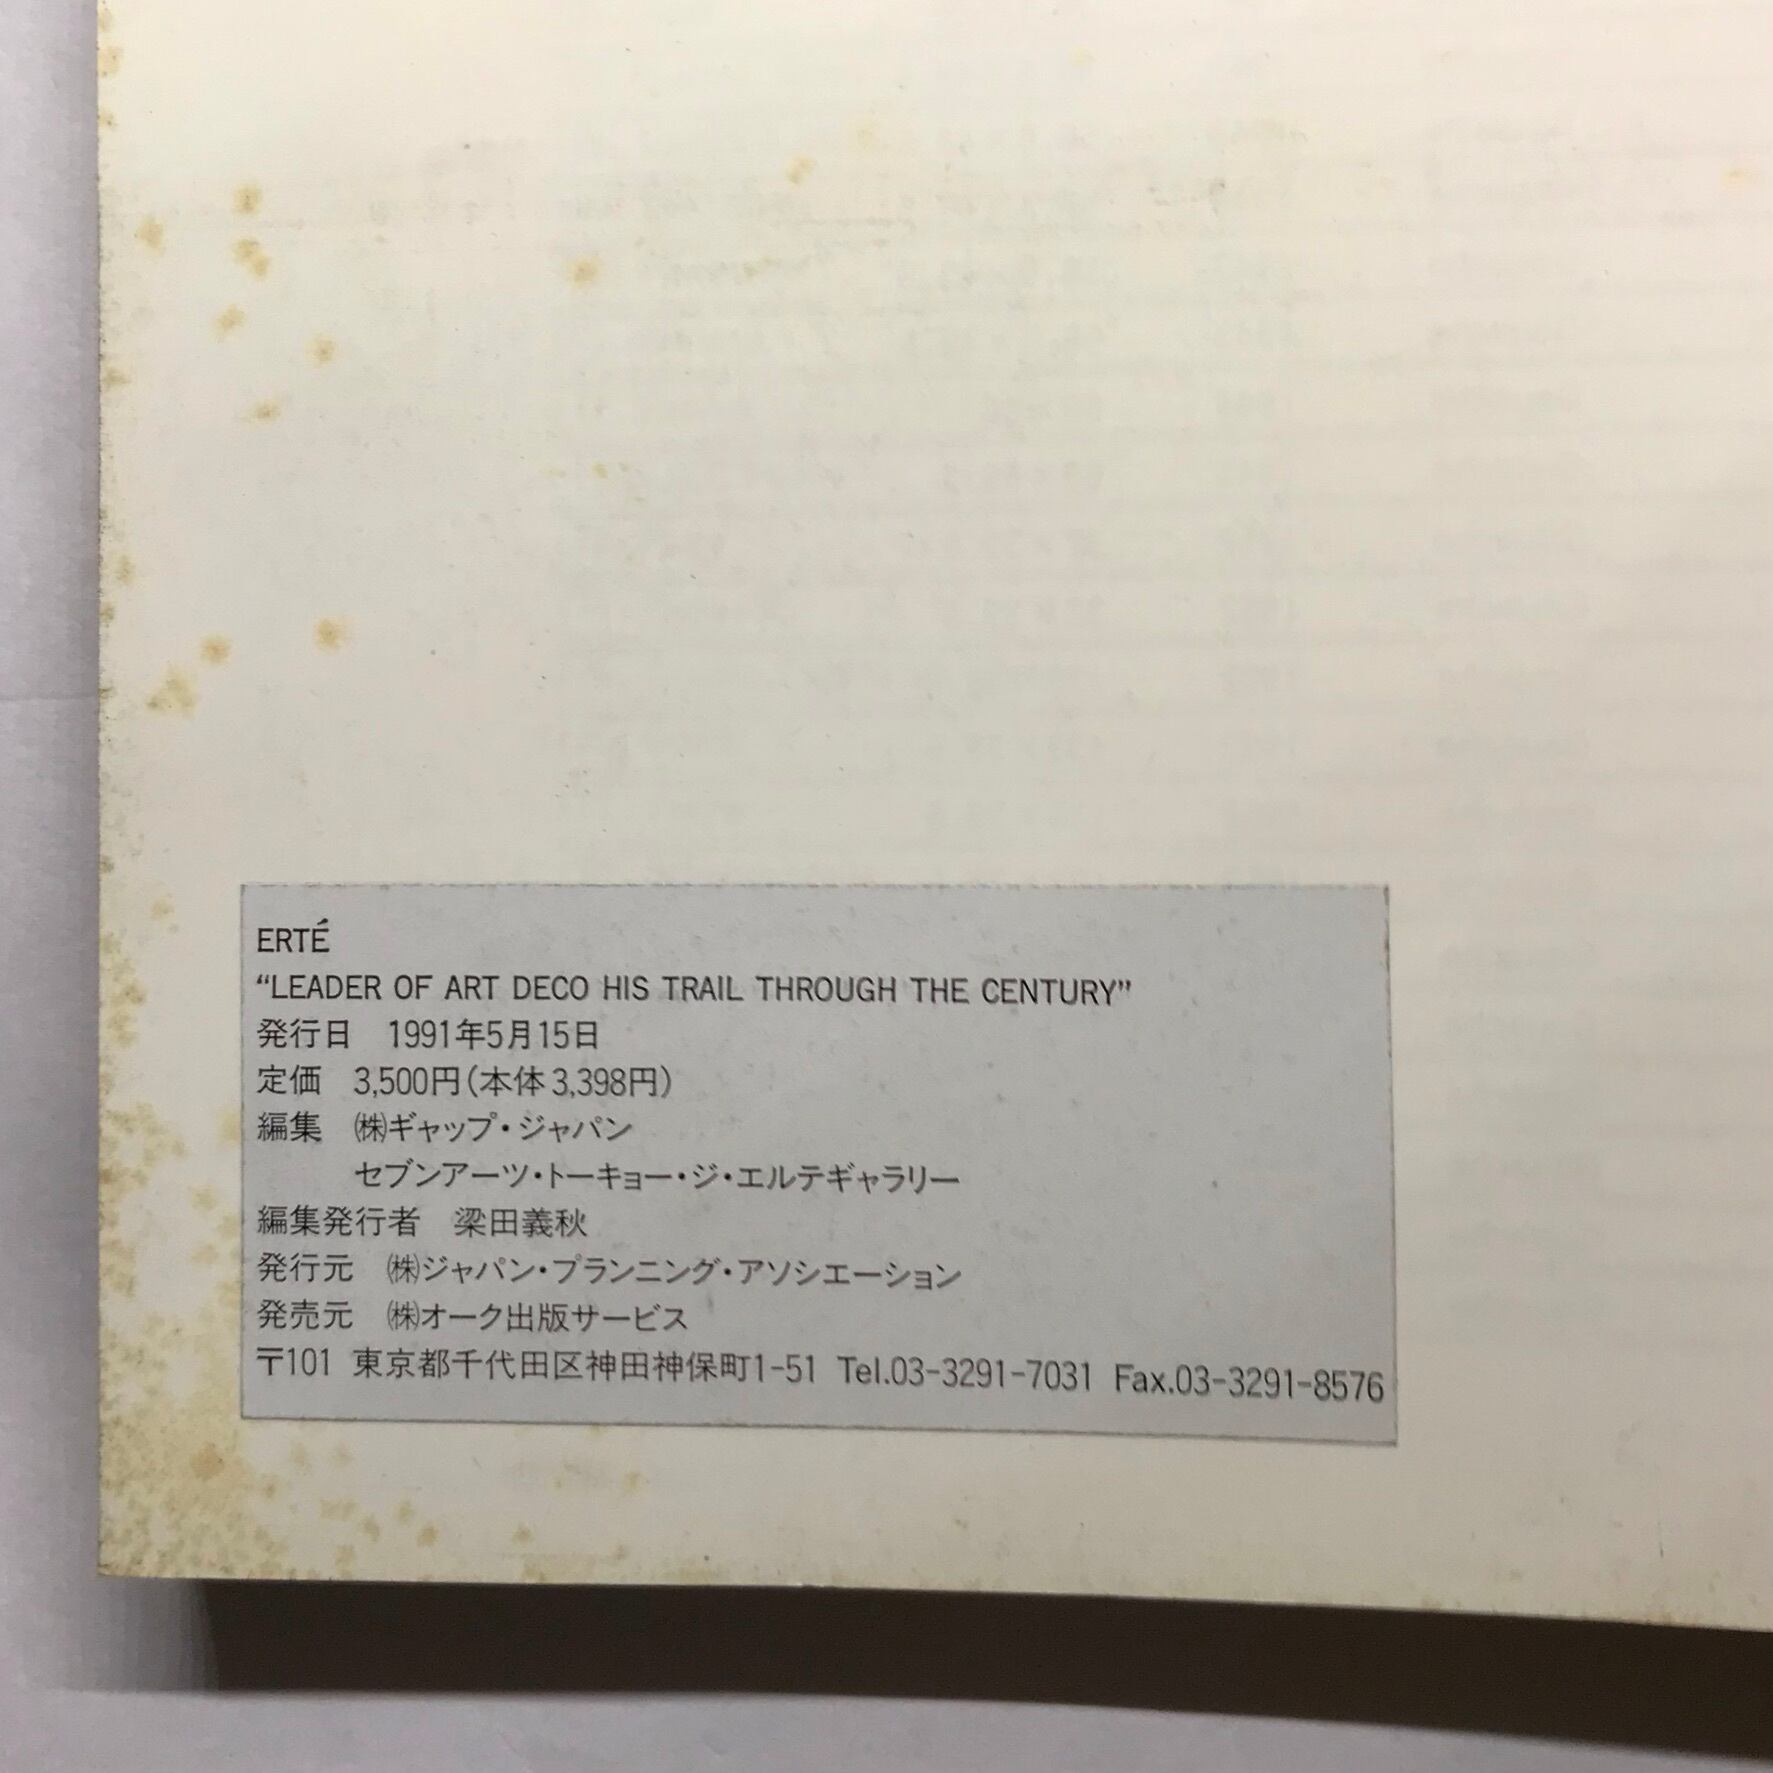 ERTÉ
“LEADER OF ART DECO HIS TRAIL THROUGH THE CENTURY”
発行日　1991年5月15日
定価　3,500円（本体3,398円）
編集　㈱ギャップ・ジャパン
セブンアーツ・トーキョー・ジ・エルテギャラリー
編集発行者　梁田義秋
発行元　㈱ジャパン・プランニング・アソシエーション
発売元　㈱オーク出版サービス
〒101 東京都千代田区神田神保町1-51 Tel.03-3291-7031 Fax.03-3291-8576